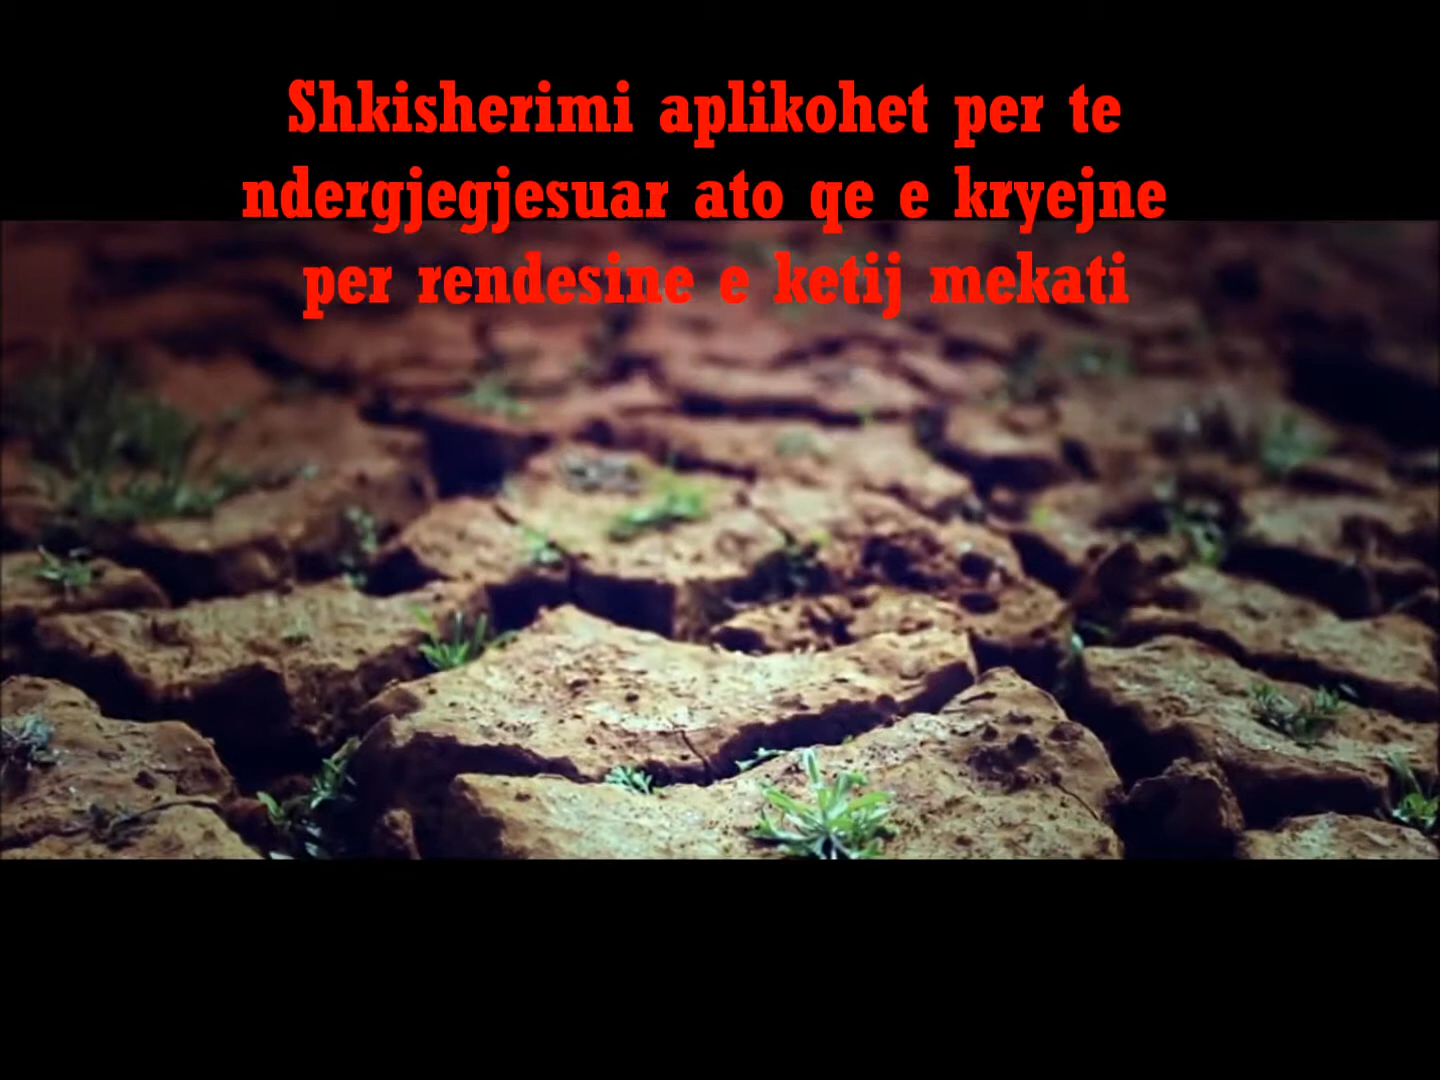 Shkisherimi aplikohet per te
ndergjegjesuar ato qe e kryejne
per rendesine e ketij mekati